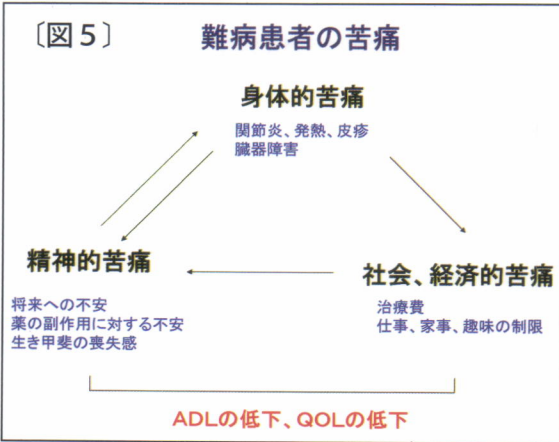 〔図5〕
難病患者の苦痛
身体的苦痛
関節炎、発熱、皮疹
臓器障害
精神的苦痛
将来への不安
薬の副作用に対する不安
生き甲斐の喪失感
社会、経済的苦痛
治療費
仕事、家事、趣味の制限
ADLの低下、QOLの低下